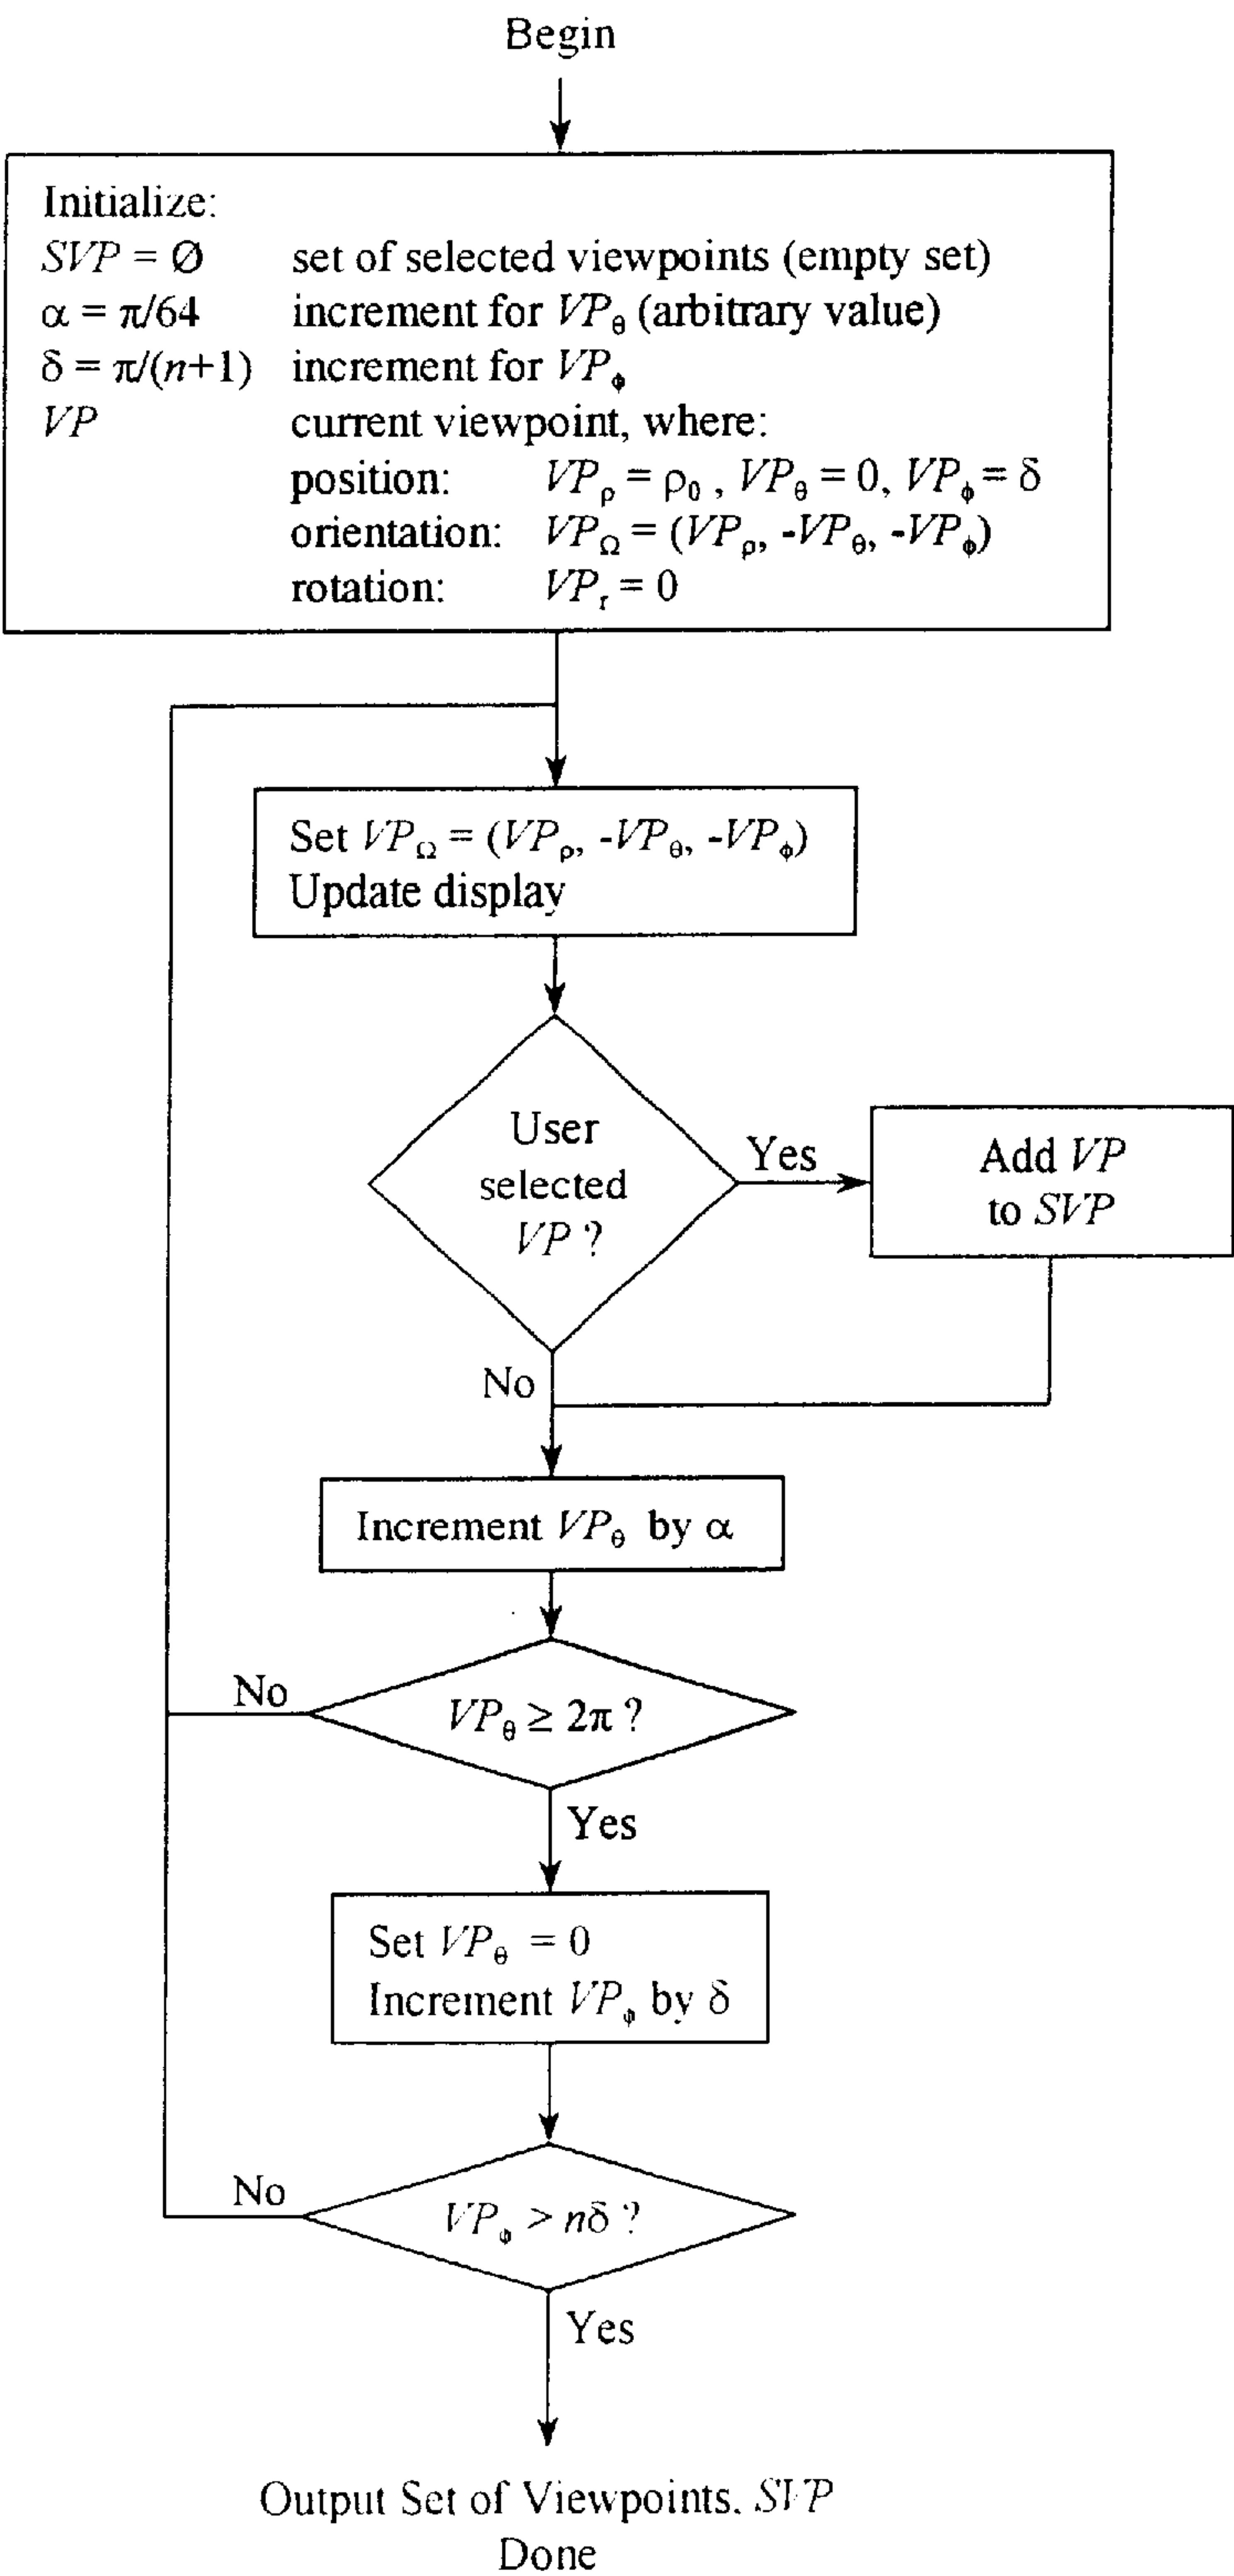 Begin
Initialize:
SVP = Ø set of selected viewpoints (empty set)
α = π/64 increment for VPθ (arbitrary value)
δ = π/(n+1) increment for VPϕ
VP current viewpoint, where:
position: VPρ = ρ0 , VPθ = 0, VPϕ = δ
orientation: VPΩ = (VPρ, -VPθ, -VPϕ)
rotation: VPr = 0
Set VPΩ = (VPρ, -VPθ, -VPϕ)
Update display
User
selected
VP ?
Yes
Add VP
to SVP
No
Increment VPθ by α
No
VPθ ≥ 2π ?
Yes
Set VPθ = 0
Increment VPϕ by δ
No
VPϕ > nδ ?
Yes
Output Set of Viewpoints, SVP
Done